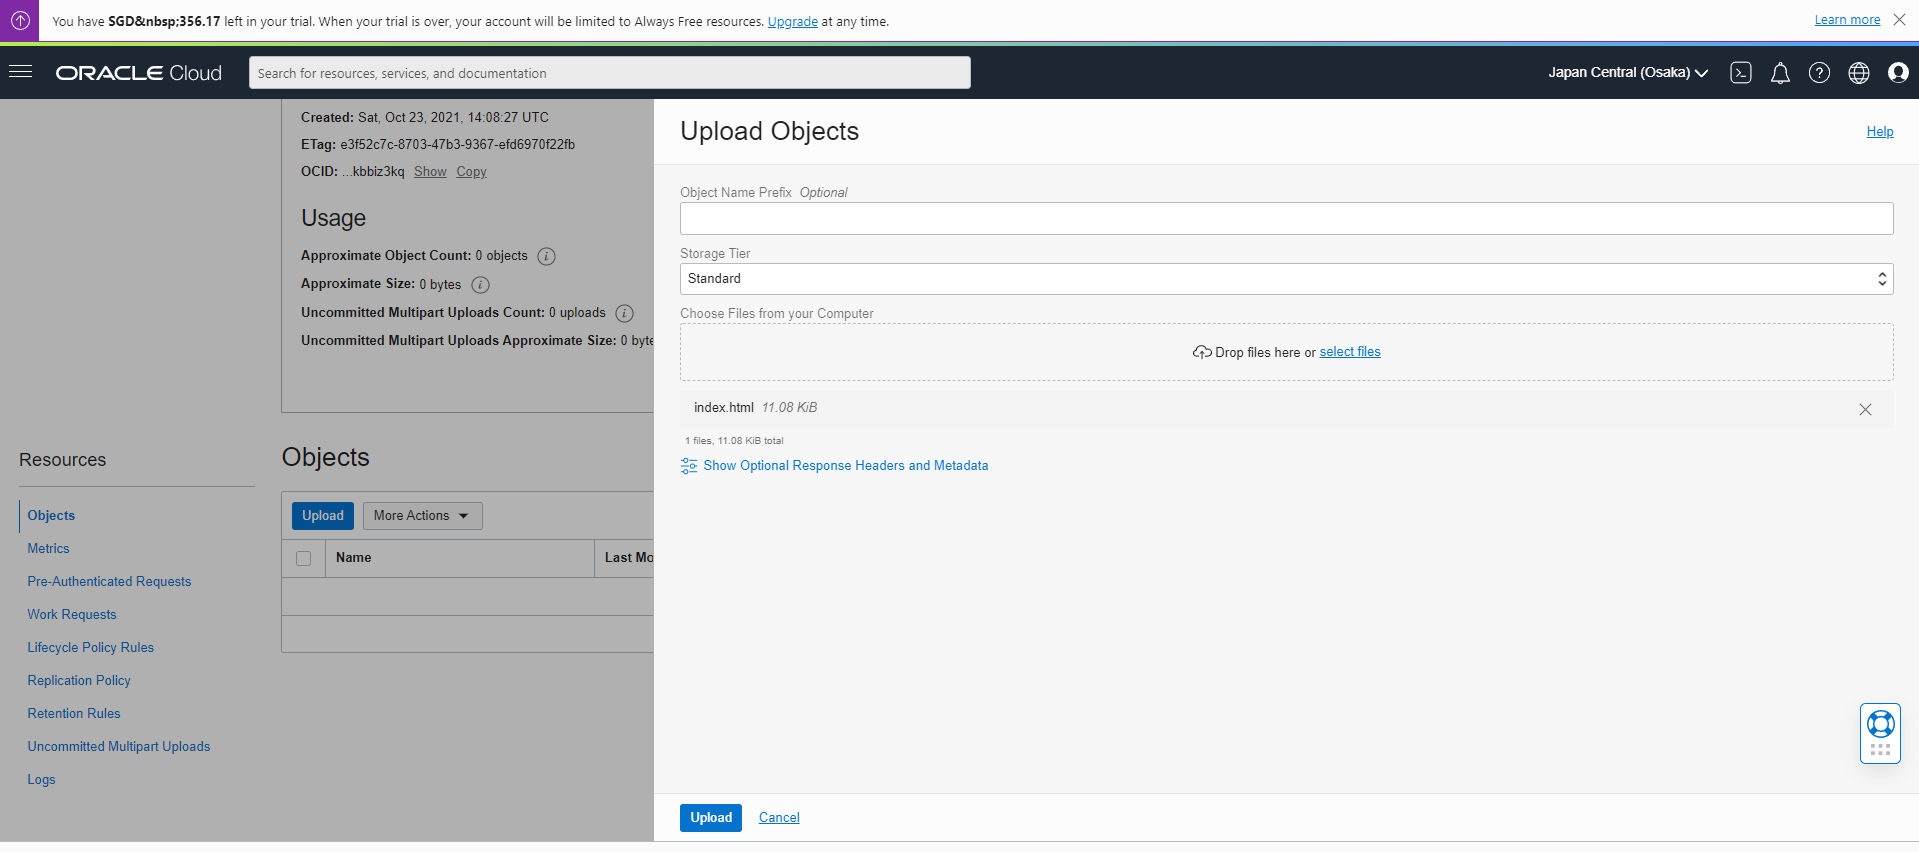 You have SGD&nbsp;356.17 left in your trial. When your trial is over, your account will be limited to Always Free resources. Upgrade at any time.
Learn more
ORACLE Cloud
Search for resources, services, and documentation
Japan Central (Osaka)
Created: Sat, Oct 23, 2021, 14:08:27 UTC
ETag: e3f52c7c-8703-47b3-9367-efd6970f22fb
OCID: ...kbbiz3kq Show Copy
Usage
Approximate Object Count: 0 objects
Approximate Size: 0 bytes
Uncommitted Multipart Uploads Count: 0 uploads
Uncommitted Multipart Uploads Approximate Size: 0 byte
Resources
Objects
Metrics
Pre-Authenticated Requests
Work Requests
Lifecycle Policy Rules
Replication Policy
Retention Rules
Uncommitted Multipart Uploads
Logs
Objects
Upload
More Actions
Name
Last Mo
Upload Objects
Help
Object Name Prefix Optional
Storage Tier
Standard
Choose Files from your Computer
Drop files here or select files
index.html 11.08 KiB
1 files, 11.08 KiB total
Show Optional Response Headers and Metadata
Upload
Cancel